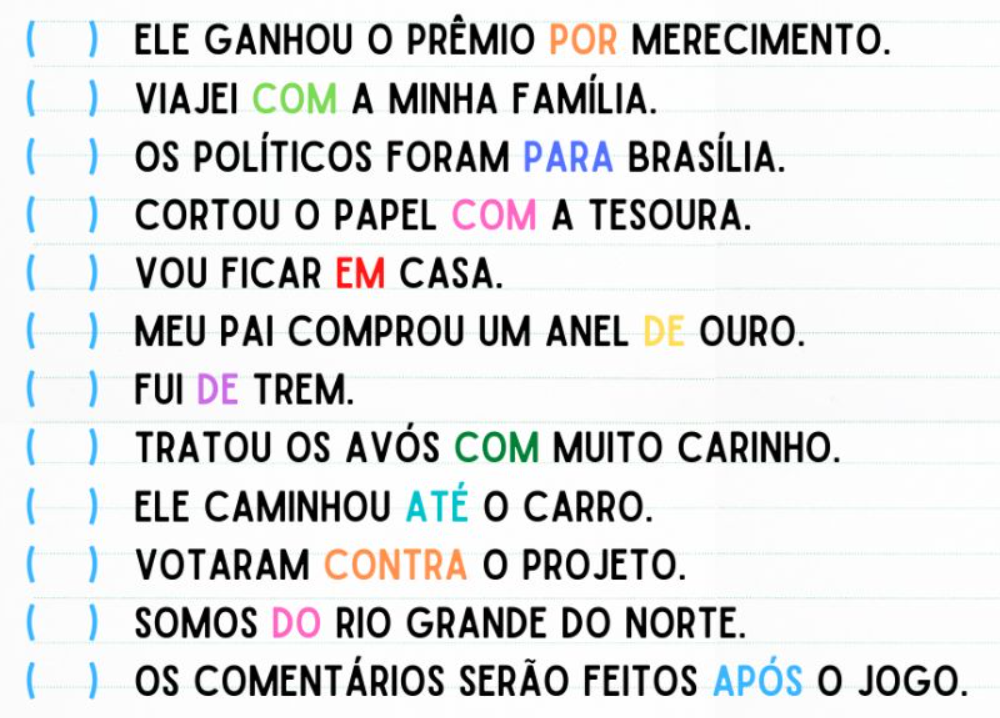 ( ) ELE GANHOU O PRÊMIO POR MERECIMENTO.
( ) VIAJEI COM A MINHA FAMÍLIA.
( ) OS POLÍTICOS FORAM PARA BRASÍLIA.
( ) CORTOU O PAPEL COM A TESOURA.
( ) VOU FICAR EM CASA.
( ) MEU PAI COMPROU UM ANEL DE OURO.
( ) FUI DE TREM.
( ) TRATOU OS AVÓS COM MUITO CARINHO.
( ) ELE CAMINHOU ATÉ O CARRO.
( ) VOTARAM CONTRA O PROJETO.
( ) SOMOS DO RIO GRANDE DO NORTE.
( ) OS COMENTÁRIOS SERÃO FEITOS APÓS O JOGO.